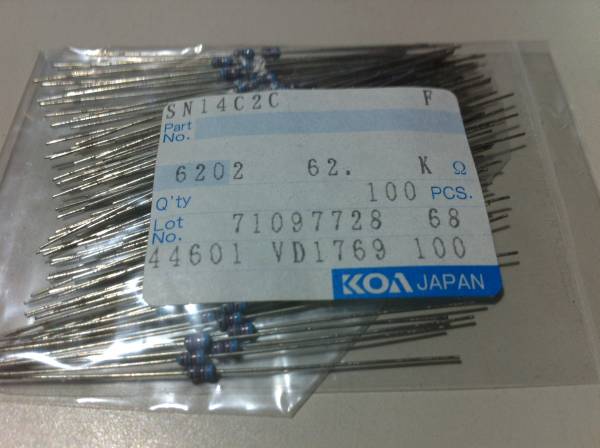 SN14C2C F
Part No.
6202 62. K Ω
Q'ty 100 PCS.
Lot No. 71097728 68
44601 VD1769 100
KOA JAPAN